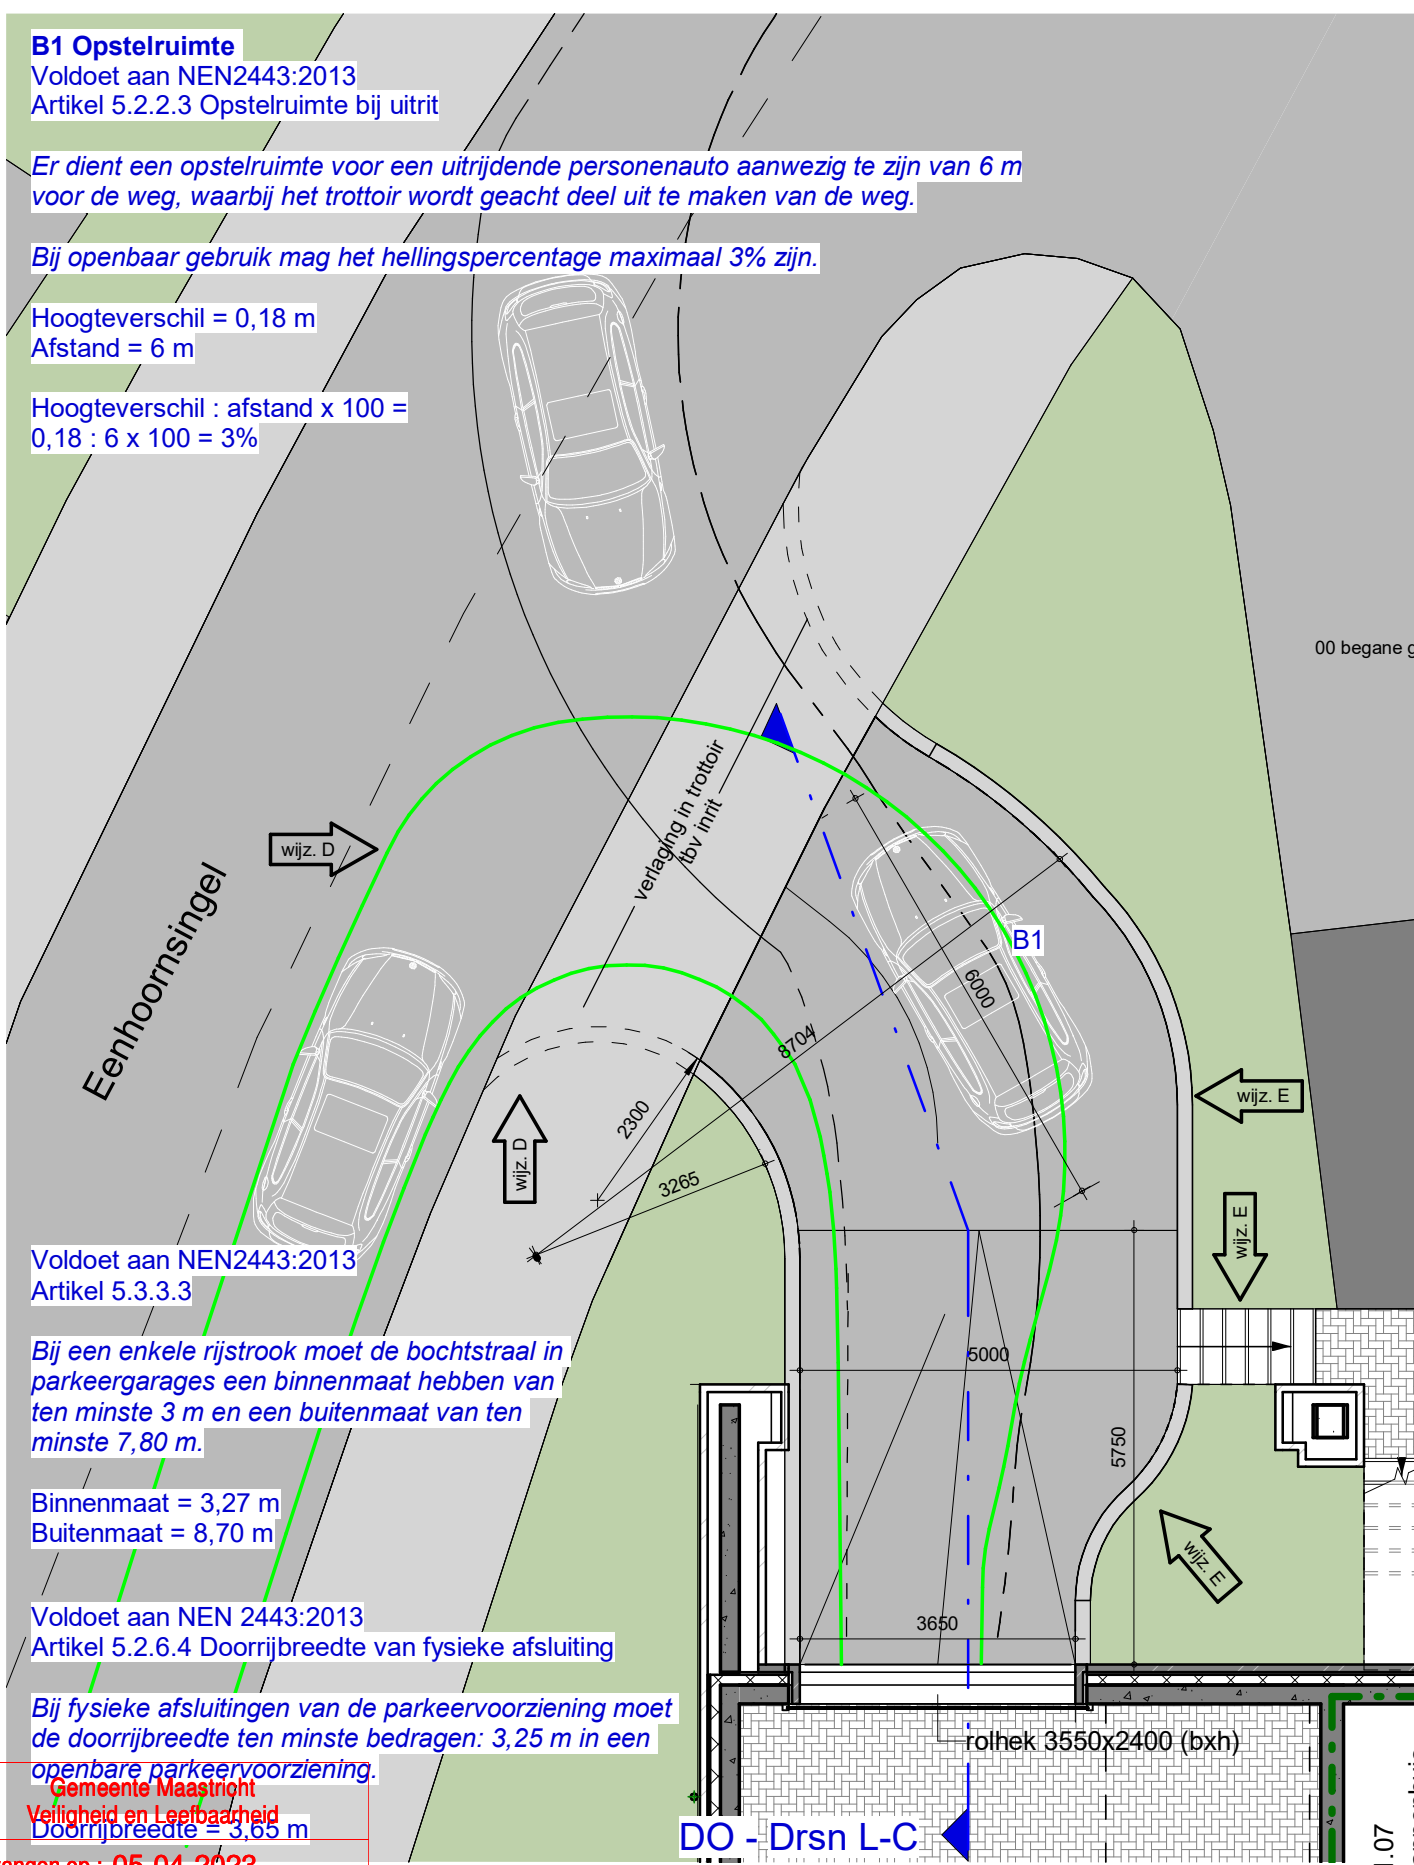 B1 Opstelruimte
Voldoet aan NEN2443:2013
Artikel 5.2.2.3 Opstelruimte bij uitrit
Er dient een opstelruimte voor een uitrijdende personenauto aanwezig te zijn van 6 m
voor de weg, waarbij het trottoir wordt geacht deel uit te maken van de weg.
Bij openbaar gebruik mag het hellingspercentage maximaal 3% zijn.
Hoogteverschil = 0,18 m
Afstand = 6 m
Hoogteverschil : afstand x 100 =
0,18 : 6 x 100 = 3%
00 begane g
verlaging in trottoir
tbv inrit
wijz. D
Eenhoornsingel
B1
6000
8704
2300
3265
wijz. D
wijz. E
wijz. E
Voldoet aan NEN2443:2013
Artikel 5.3.3.3
Bij een enkele rijstrook moet de bochtstraal in
parkeergarages een binnenmaat hebben van
ten minste 3 m en een buitenmaat van ten
minste 7,80 m.
Binnenmaat = 3,27 m
Buitenmaat = 8,70 m
5000
5750
wijz. E
3650
Voldoet aan NEN 2443:2013
Artikel 5.2.6.4 Doorrijbreedte van fysieke afsluiting
Bij fysieke afsluitingen van de parkeervoorziening moet
de doorrijbreedte ten minste bedragen: 3,25 m in een
openbare parkeervoorziening.
Gemeente Maastricht
Veiligheid en Leefbaarheid
Doorrijbreedte = 3,65 m
angen op : 05-04-2023
rolhek 3550x2400 (bxh)
DO - Drsn L-C
1.07